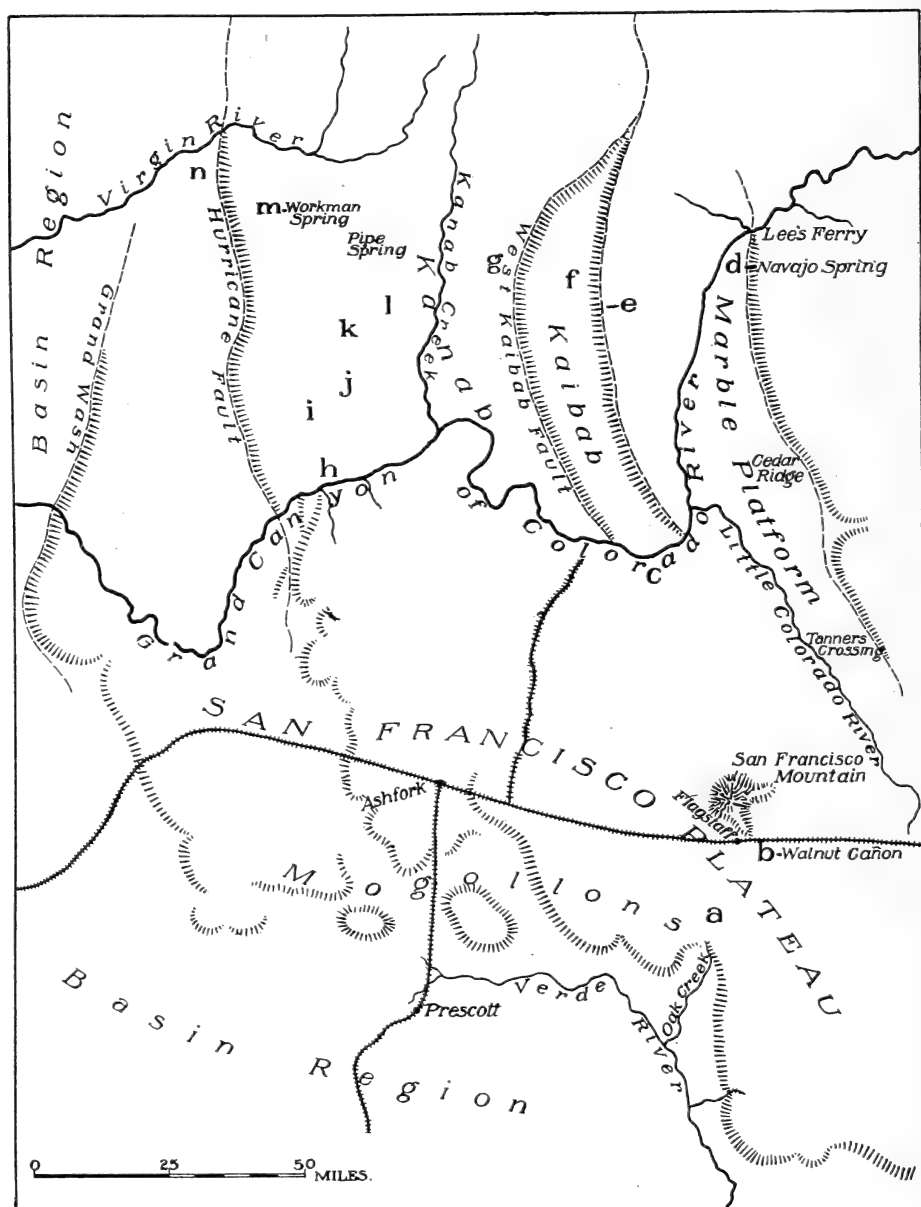 Basin Region
Virgin River
n
m-Workman
Spring
Pipe
Spring
Grand Wash
Hurricane Fault
l
k
j
i
h
Kanab Creek
Kanab
g
West Kaibab Fault
f
-e
Kaibab
Lee's Ferry
d-Navajo Spring
Marble Platform
Cedar
Ridge
River
Grand Canyon of Colorado
c
Little Colorado River
Tanners
Crossing
SAN FRANCISCO PLATEAU
San Francisco
Mountain
Ashfork
Flagstaff
b-Walnut Cañon
Mogollons
a
Basin Region
Verde River
Oak Creek
Prescott
0 25 50
MILES.